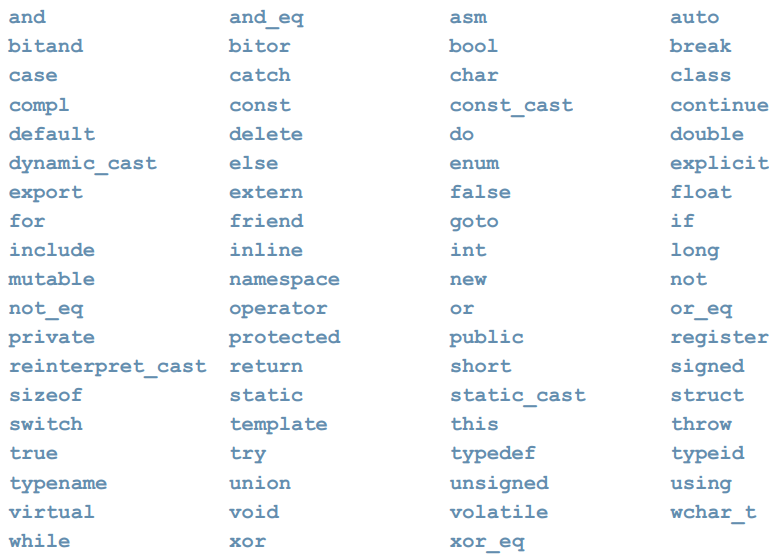 and and_eq asm auto
bitand bitor bool break
case catch char class
compl const const_cast continue
default delete do double
dynamic_cast else enum explicit
export extern false float
for friend goto if
include inline int long
mutable namespace new not
not_eq operator or or_eq
private protected public register
reinterpret_cast return short signed
sizeof static static_cast struct
switch template this throw
true try typedef typeid
typename union unsigned using
virtual void volatile wchar_t
while xor xor_eq